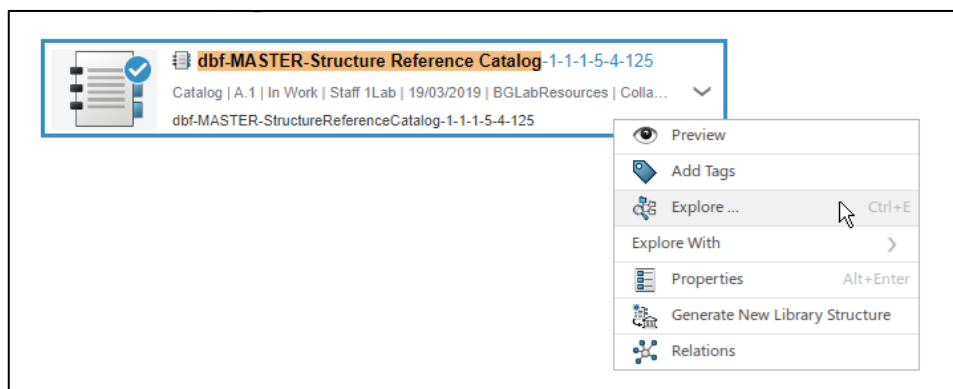 dbf-MASTER-Structure Reference Catalog-1-1-1-5-4-125
Catalog | A.1 | In Work | Staff 1Lab | 19/03/2019 | BGLabResources | Colla...
dbf-MASTER-StructureReferenceCatalog-1-1-1-5-4-125
Preview
Add Tags
Explore ... Ctrl+E
Explore With
Properties Alt+Enter
Generate New Library Structure
Relations